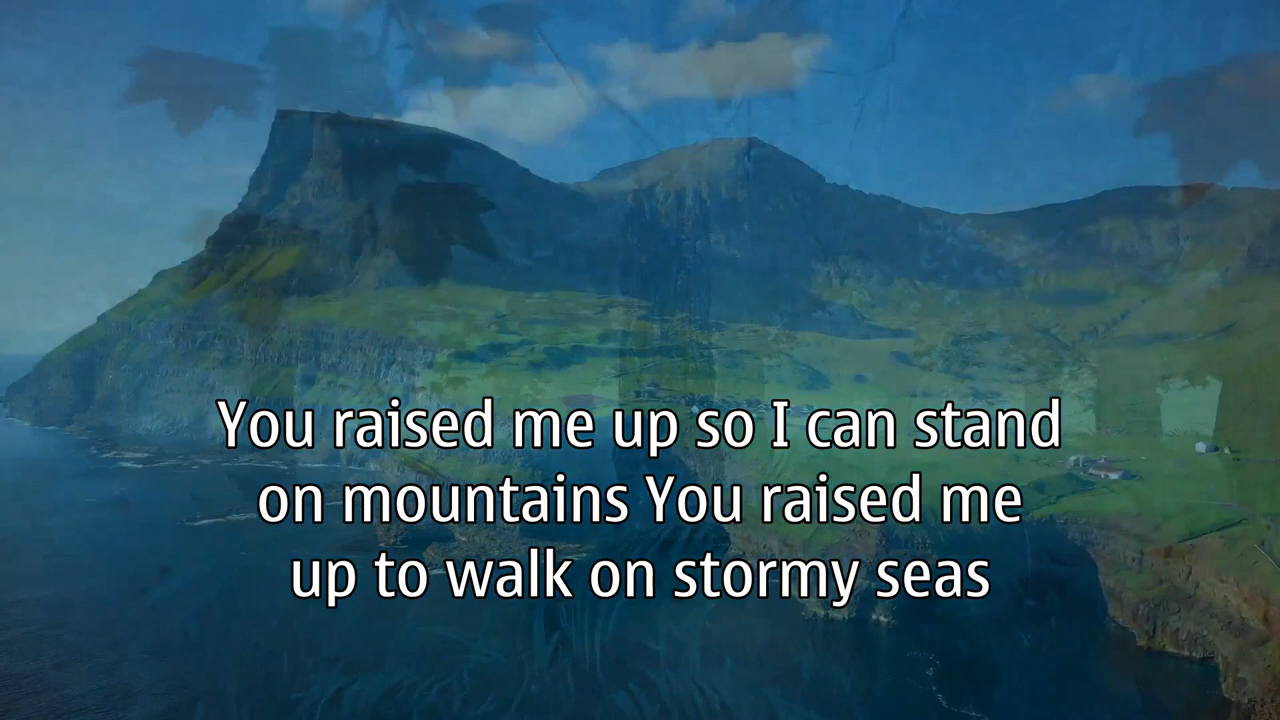 You raised me up so I can stand
on mountains You raised me
up to walk on stormy seas